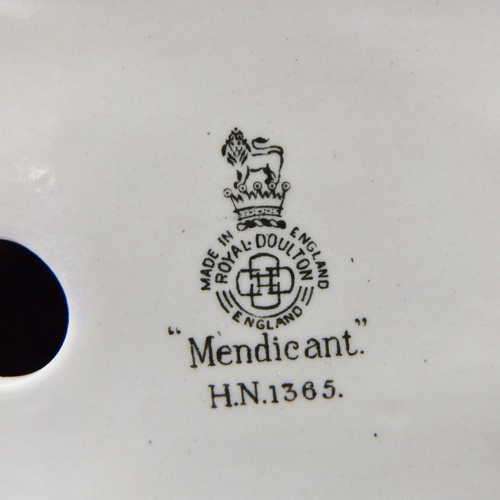 MADE IN ENGLAND
ROYAL·DOULTON
ENGLAND
"Mendicant."
H.N.1365.